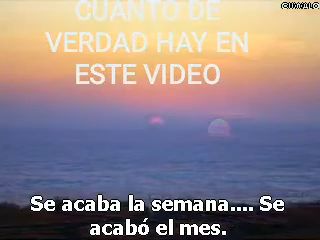 CUANTO DE
VERDAD HAY EN
ESTE VIDEO
Se acaba la semana.... Se
acabó el mes.